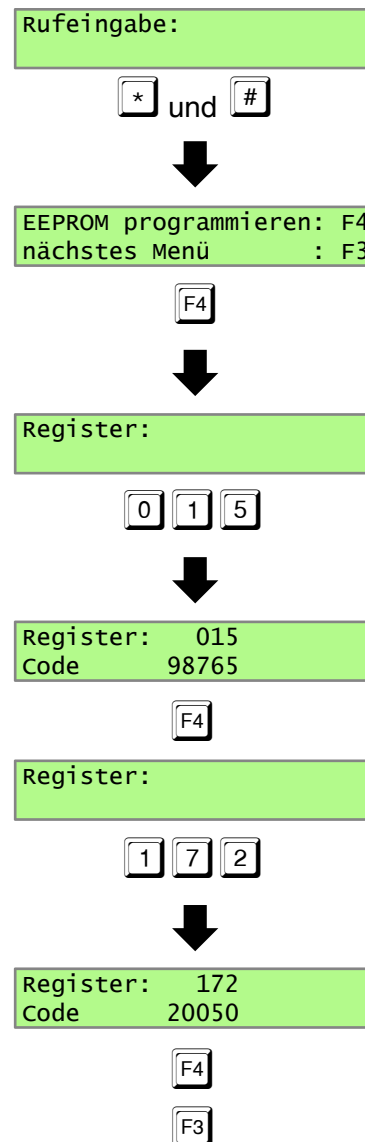 Rufeingabe:
* und #
EEPROM programmieren: F4
nächstes Menü : F3
F4
Register:
0 1 5
Register: 015
Code 98765
F4
Register:
1 7 2
Register: 172
Code 20050
F4
F3